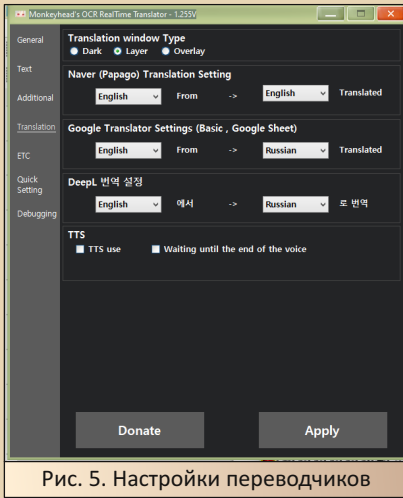 Monkeyhead's OCR RealTime Translator - 1.255V
General
Text
Additional
Translation
ETC
Quick
Setting
Debugging
Translation window Type
Dark Layer Overlay
Naver (Papago) Translation Setting
English From -> English Translated
Google Translator Settings (Basic , Google Sheet)
English From -> Russian Translated
DeepL 번역 설정
English 에서 -> Russian 로 번역
TTS
TTS use Waiting until the end of the voice
Donate Apply
Рис. 5. Настройки переводчиков